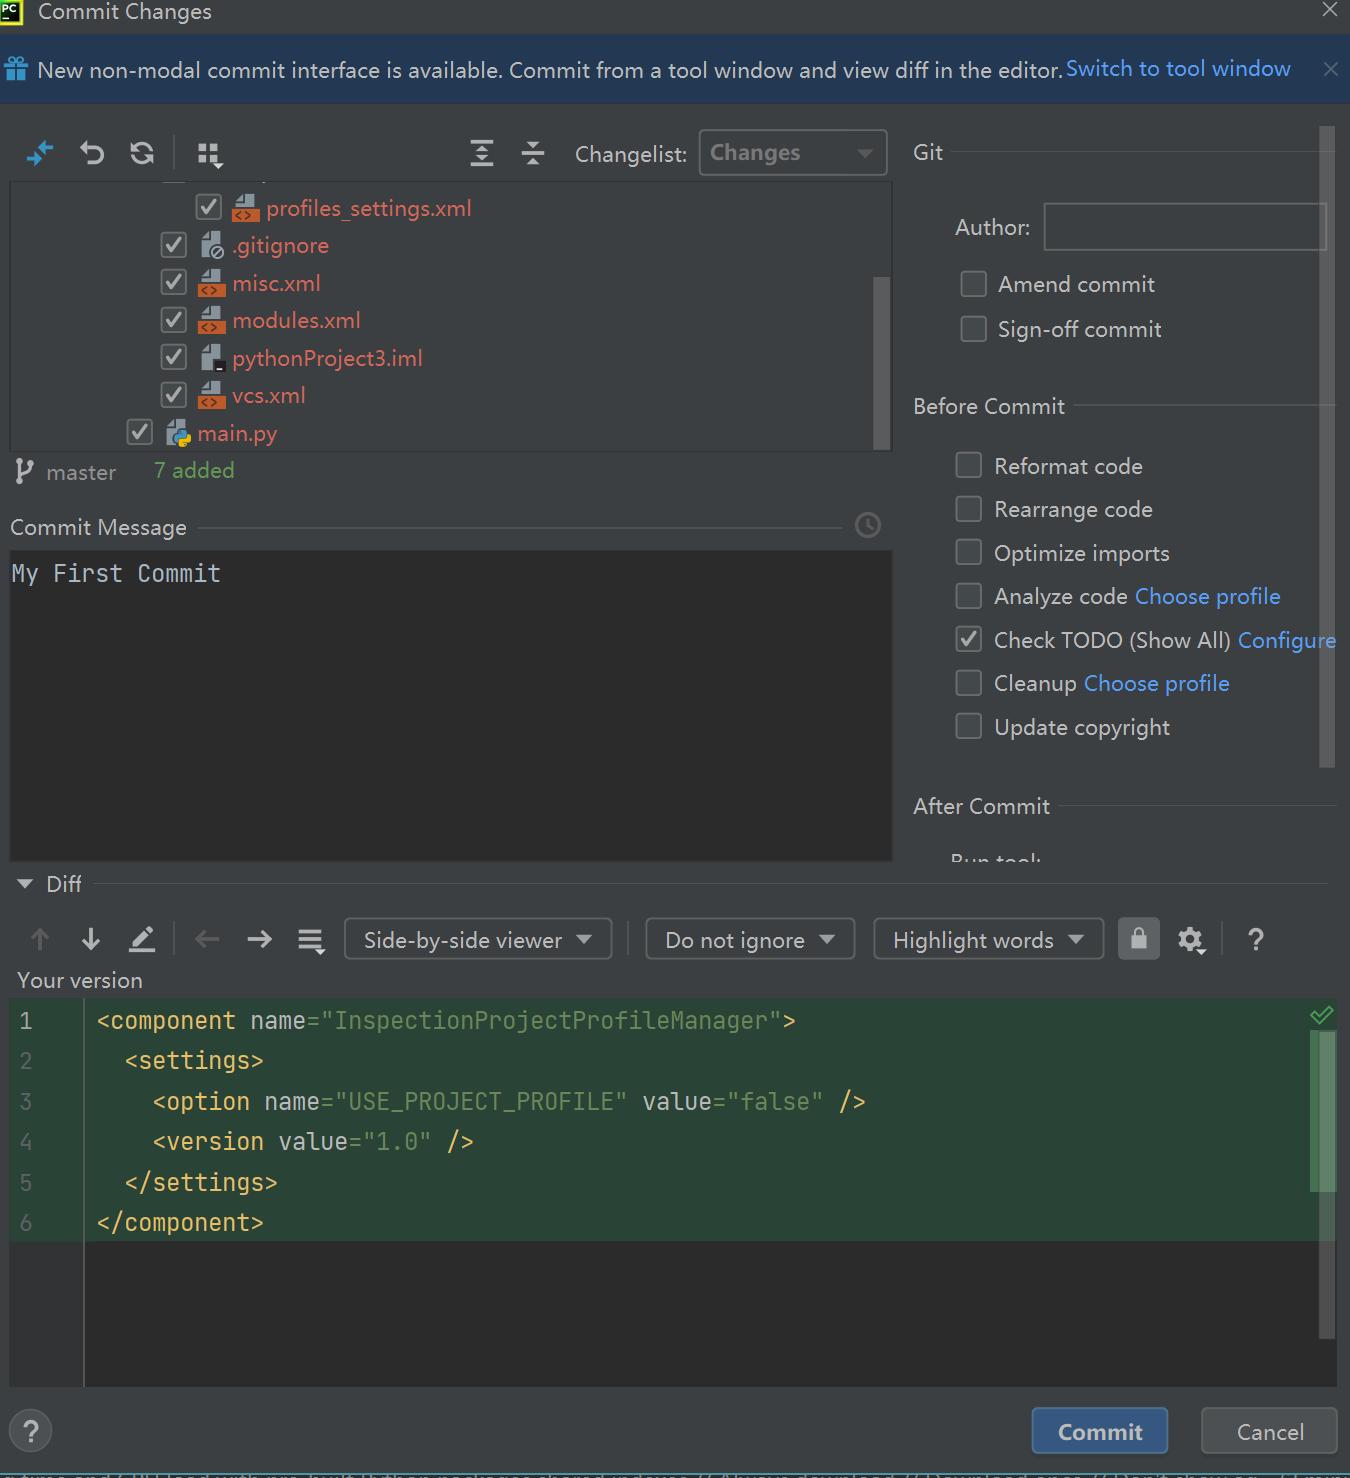 PC
Commit Changes
New non-modal commit interface is available. Commit from a tool window and view diff in the editor. Switch to tool window
Changelist: Changes
profiles_settings.xml
.gitignore
misc.xml
modules.xml
pythonProject3.iml
vcs.xml
main.py
master 7 added
Commit Message
My First Commit
Git
Author:
Amend commit
Sign-off commit
Before Commit
Reformat code
Rearrange code
Optimize imports
Analyze code Choose profile
Check TODO (Show All) Configure
Cleanup Choose profile
Update copyright
After Commit
Run tool:
Diff
Side-by-side viewer Do not ignore Highlight words ?
Your version
1 <component name="InspectionProjectProfileManager">
2 <settings>
3 <option name="USE_PROJECT_PROFILE" value="false" />
4 <version value="1.0" />
5 </settings>
6 </component>
? Commit Cancel